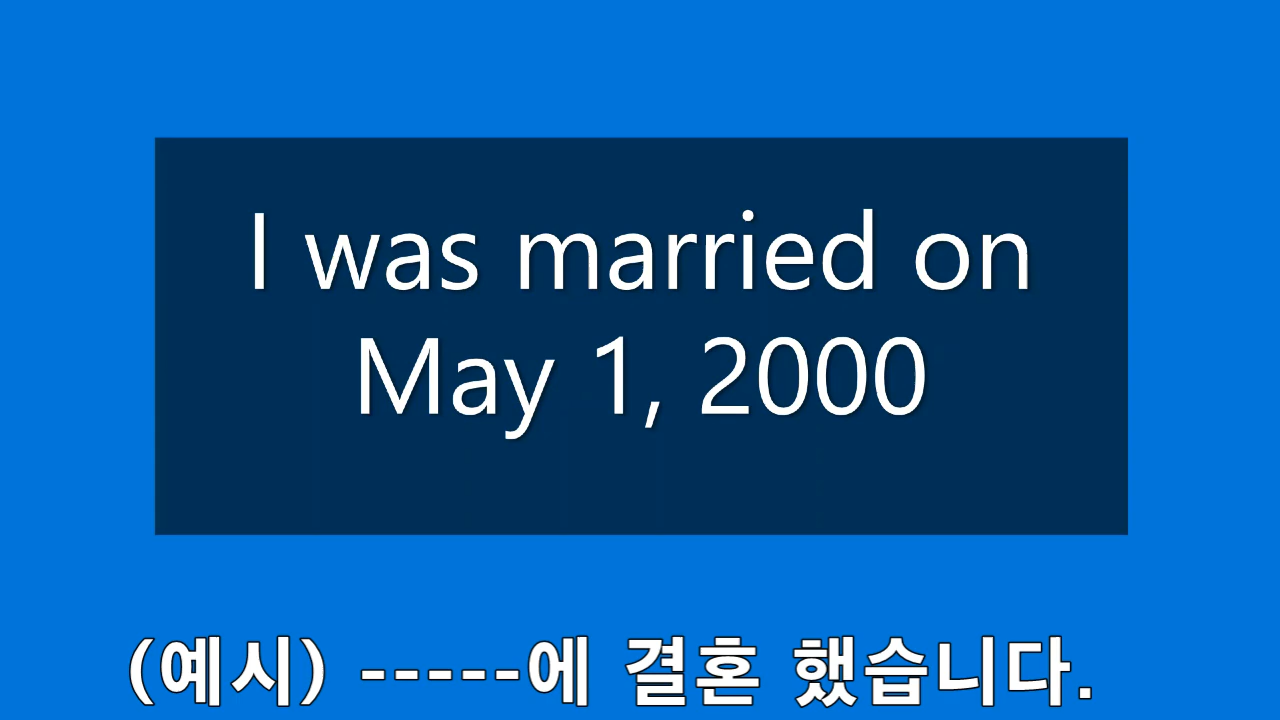 I was married on
May 1, 2000
(예시) -----에 결혼 했습니다.